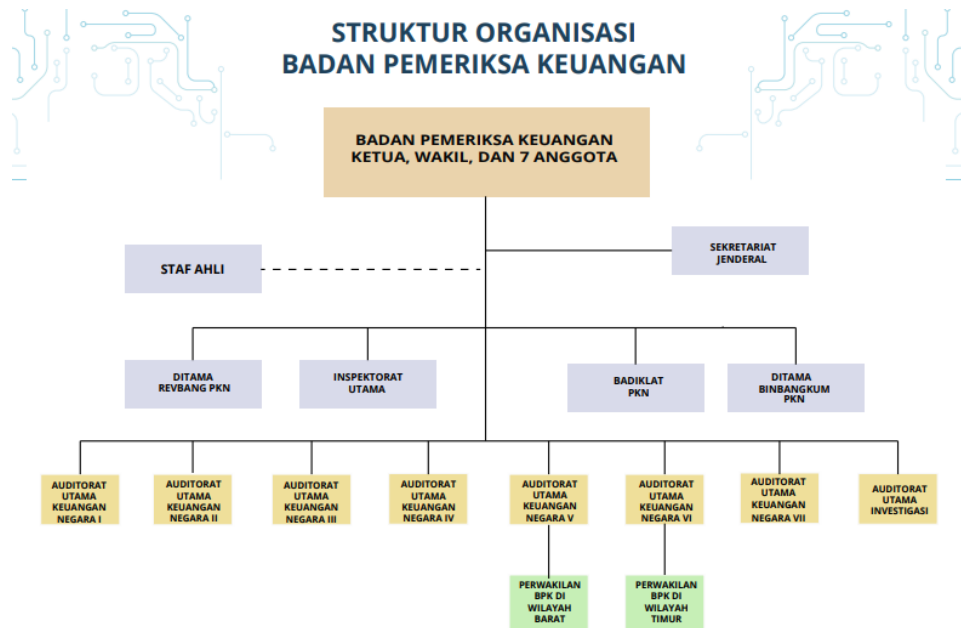 STRUKTUR ORGANISASI
BADAN PEMERIKSA KEUANGAN
BADAN PEMERIKSA KEUANGAN
KETUA, WAKIL, DAN 7 ANGGOTA
STAF AHLI
SEKRETARIAT
JENDERAL
DITAMA
REVBANG PKN
INSPEKTORAT
UTAMA
BADIKLAT
PKN
DITAMA
BINBANGKUM
PKN
AUDITORAT
UTAMA
KEUANGAN
NEGARA I
AUDITORAT
UTAMA
KEUANGAN
NEGARA II
AUDITORAT
UTAMA
KEUANGAN
NEGARA III
AUDITORAT
UTAMA
KEUANGAN
NEGARA IV
AUDITORAT
UTAMA
KEUANGAN
NEGARA V
AUDITORAT
UTAMA
KEUANGAN
NEGARA VI
AUDITORAT
UTAMA
KEUANGAN
NEGARA VII
AUDITORAT
UTAMA
INVESTIGASI
PERWAKILAN
BPK DI
WILAYAH
BARAT
PERWAKILAN
BPK DI
WILAYAH
TIMUR